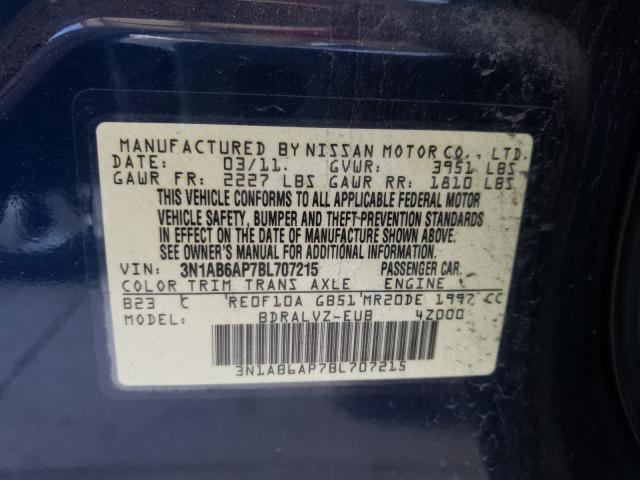 MANUFACTURED BY NISSAN MOTOR CO., LTD.
DATE: 03/11. GVWR: 3951 LBS
GAWR FR: 2227 LBS GAWR RR: 1810 LBS
THIS VEHICLE CONFORMS TO ALL APPLICABLE FEDERAL MOTOR
VEHICLE SAFETY, BUMPER AND THEFT-PREVENTION STANDARDS
IN EFFECT ON THE DATE OF MANUFACTURE SHOWN ABOVE.
SEE OWNER'S MANUAL FOR ADDITIONAL INFORMATION.
VIN: 3N1AB6AP7BL707215 PASSENGER CAR.
COLOR TRIM TRANS AXLE ENGINE
B23 C RE0F10A GB51 MR20DE 1997 CC
MODEL: BDRALVZ-EUB 4Z000
3N1AB6AP7BL707215